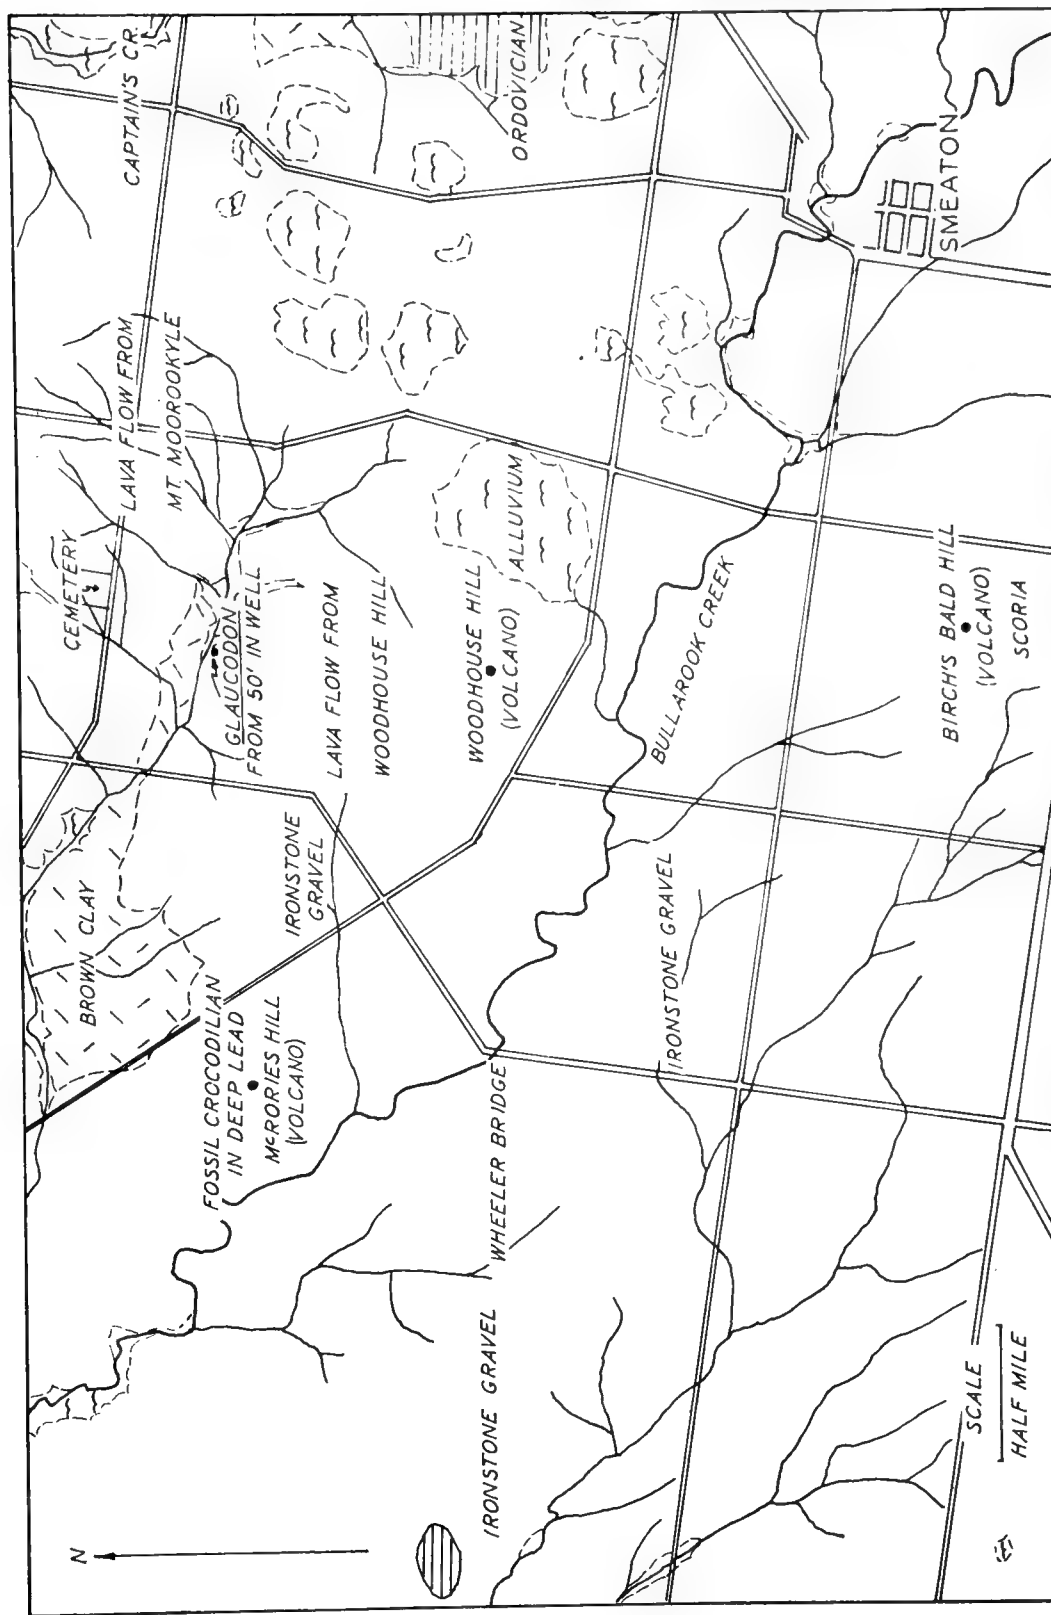 CAPTAIN'S CR.
LAVA FLOW FROM
MT. MOOROOKYLE
CEMETERY
GLAUCODON
FROM 50' IN WELL
BROWN CLAY
ORDOVICIAN
LAVA FLOW FROM
WOODHOUSE HILL
IRONSTONE
GRAVEL
FOSSIL CROCODILIAN
IN DEEP LEAD
McRORIES HILL
(VOLCANO)
N
ALLUVIUM
WOODHOUSE HILL
(VOLCANO)
WHEELER BRIDGE
IRONSTONE GRAVEL
BULLAROOK CREEK
IRONSTONE GRAVEL
SMEATON
BIRCH'S BALD HILL
(VOLCANO)
SCORIA
SCALE
HALF MILE